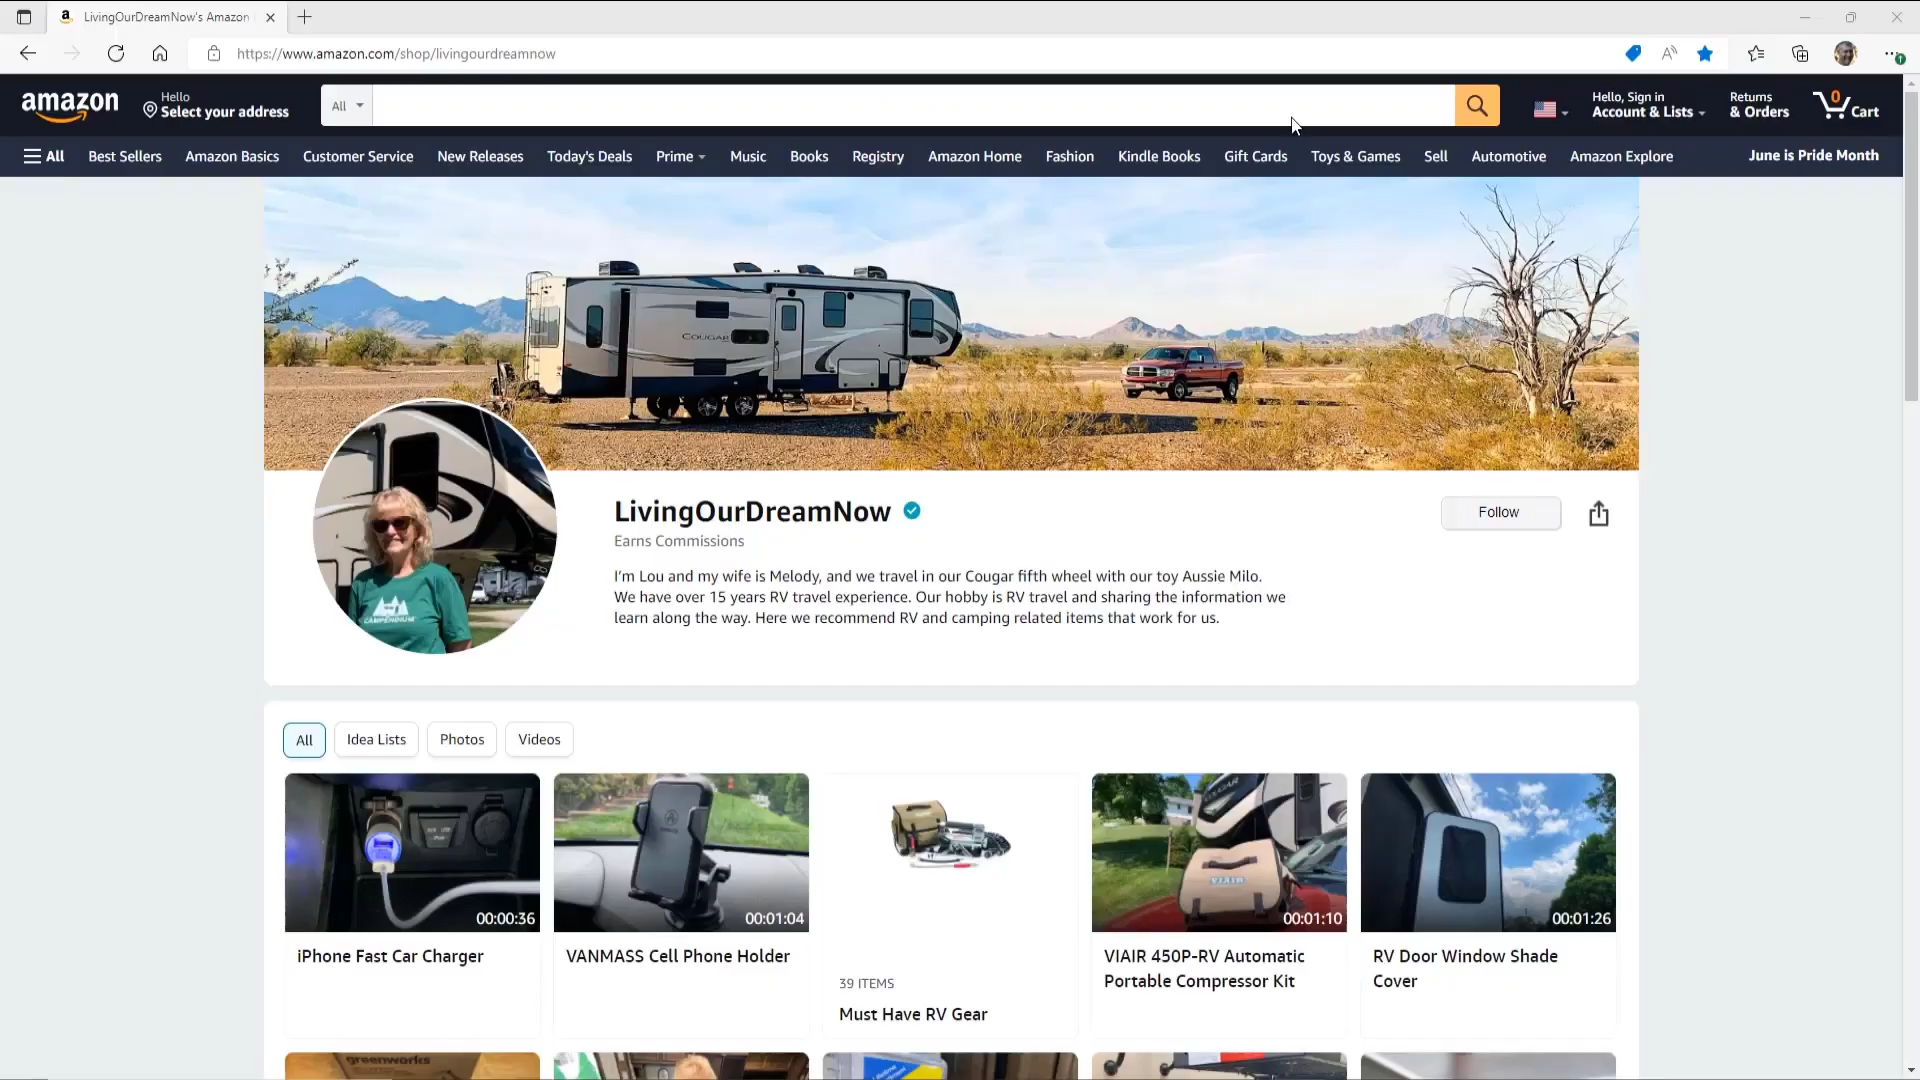 LivingOurDreamNow's Amazon
https://www.amazon.com/shop/livingourdreamnow
amazon
Hello
Select your address
All
Hello, Sign in
Account & Lists
Returns
& Orders
0
Cart
All
Best Sellers
Amazon Basics
Customer Service
New Releases
Today's Deals
Prime
Music
Books
Registry
Amazon Home
Fashion
Kindle Books
Gift Cards
Toys & Games
Sell
Automotive
Amazon Explore
June is Pride Month
COUGAR
CAMPENDIUM
LivingOurDreamNow
Follow
Earns Commissions
I'm Lou and my wife is Melody, and we travel in our Cougar fifth wheel with our toy Aussie Milo.
We have over 15 years RV travel experience. Our hobby is RV travel and sharing the information we
learn along the way. Here we recommend RV and camping related items that work for us.
All
Idea Lists
Photos
Videos
00:00:36
00:01:04
COUGAR
VIAIR
00:01:10
00:01:26
iPhone Fast Car Charger
VANMASS Cell Phone Holder
39 ITEMS
Must Have RV Gear
VIAIR 450P-RV Automatic
Portable Compressor Kit
RV Door Window Shade
Cover
greenworks